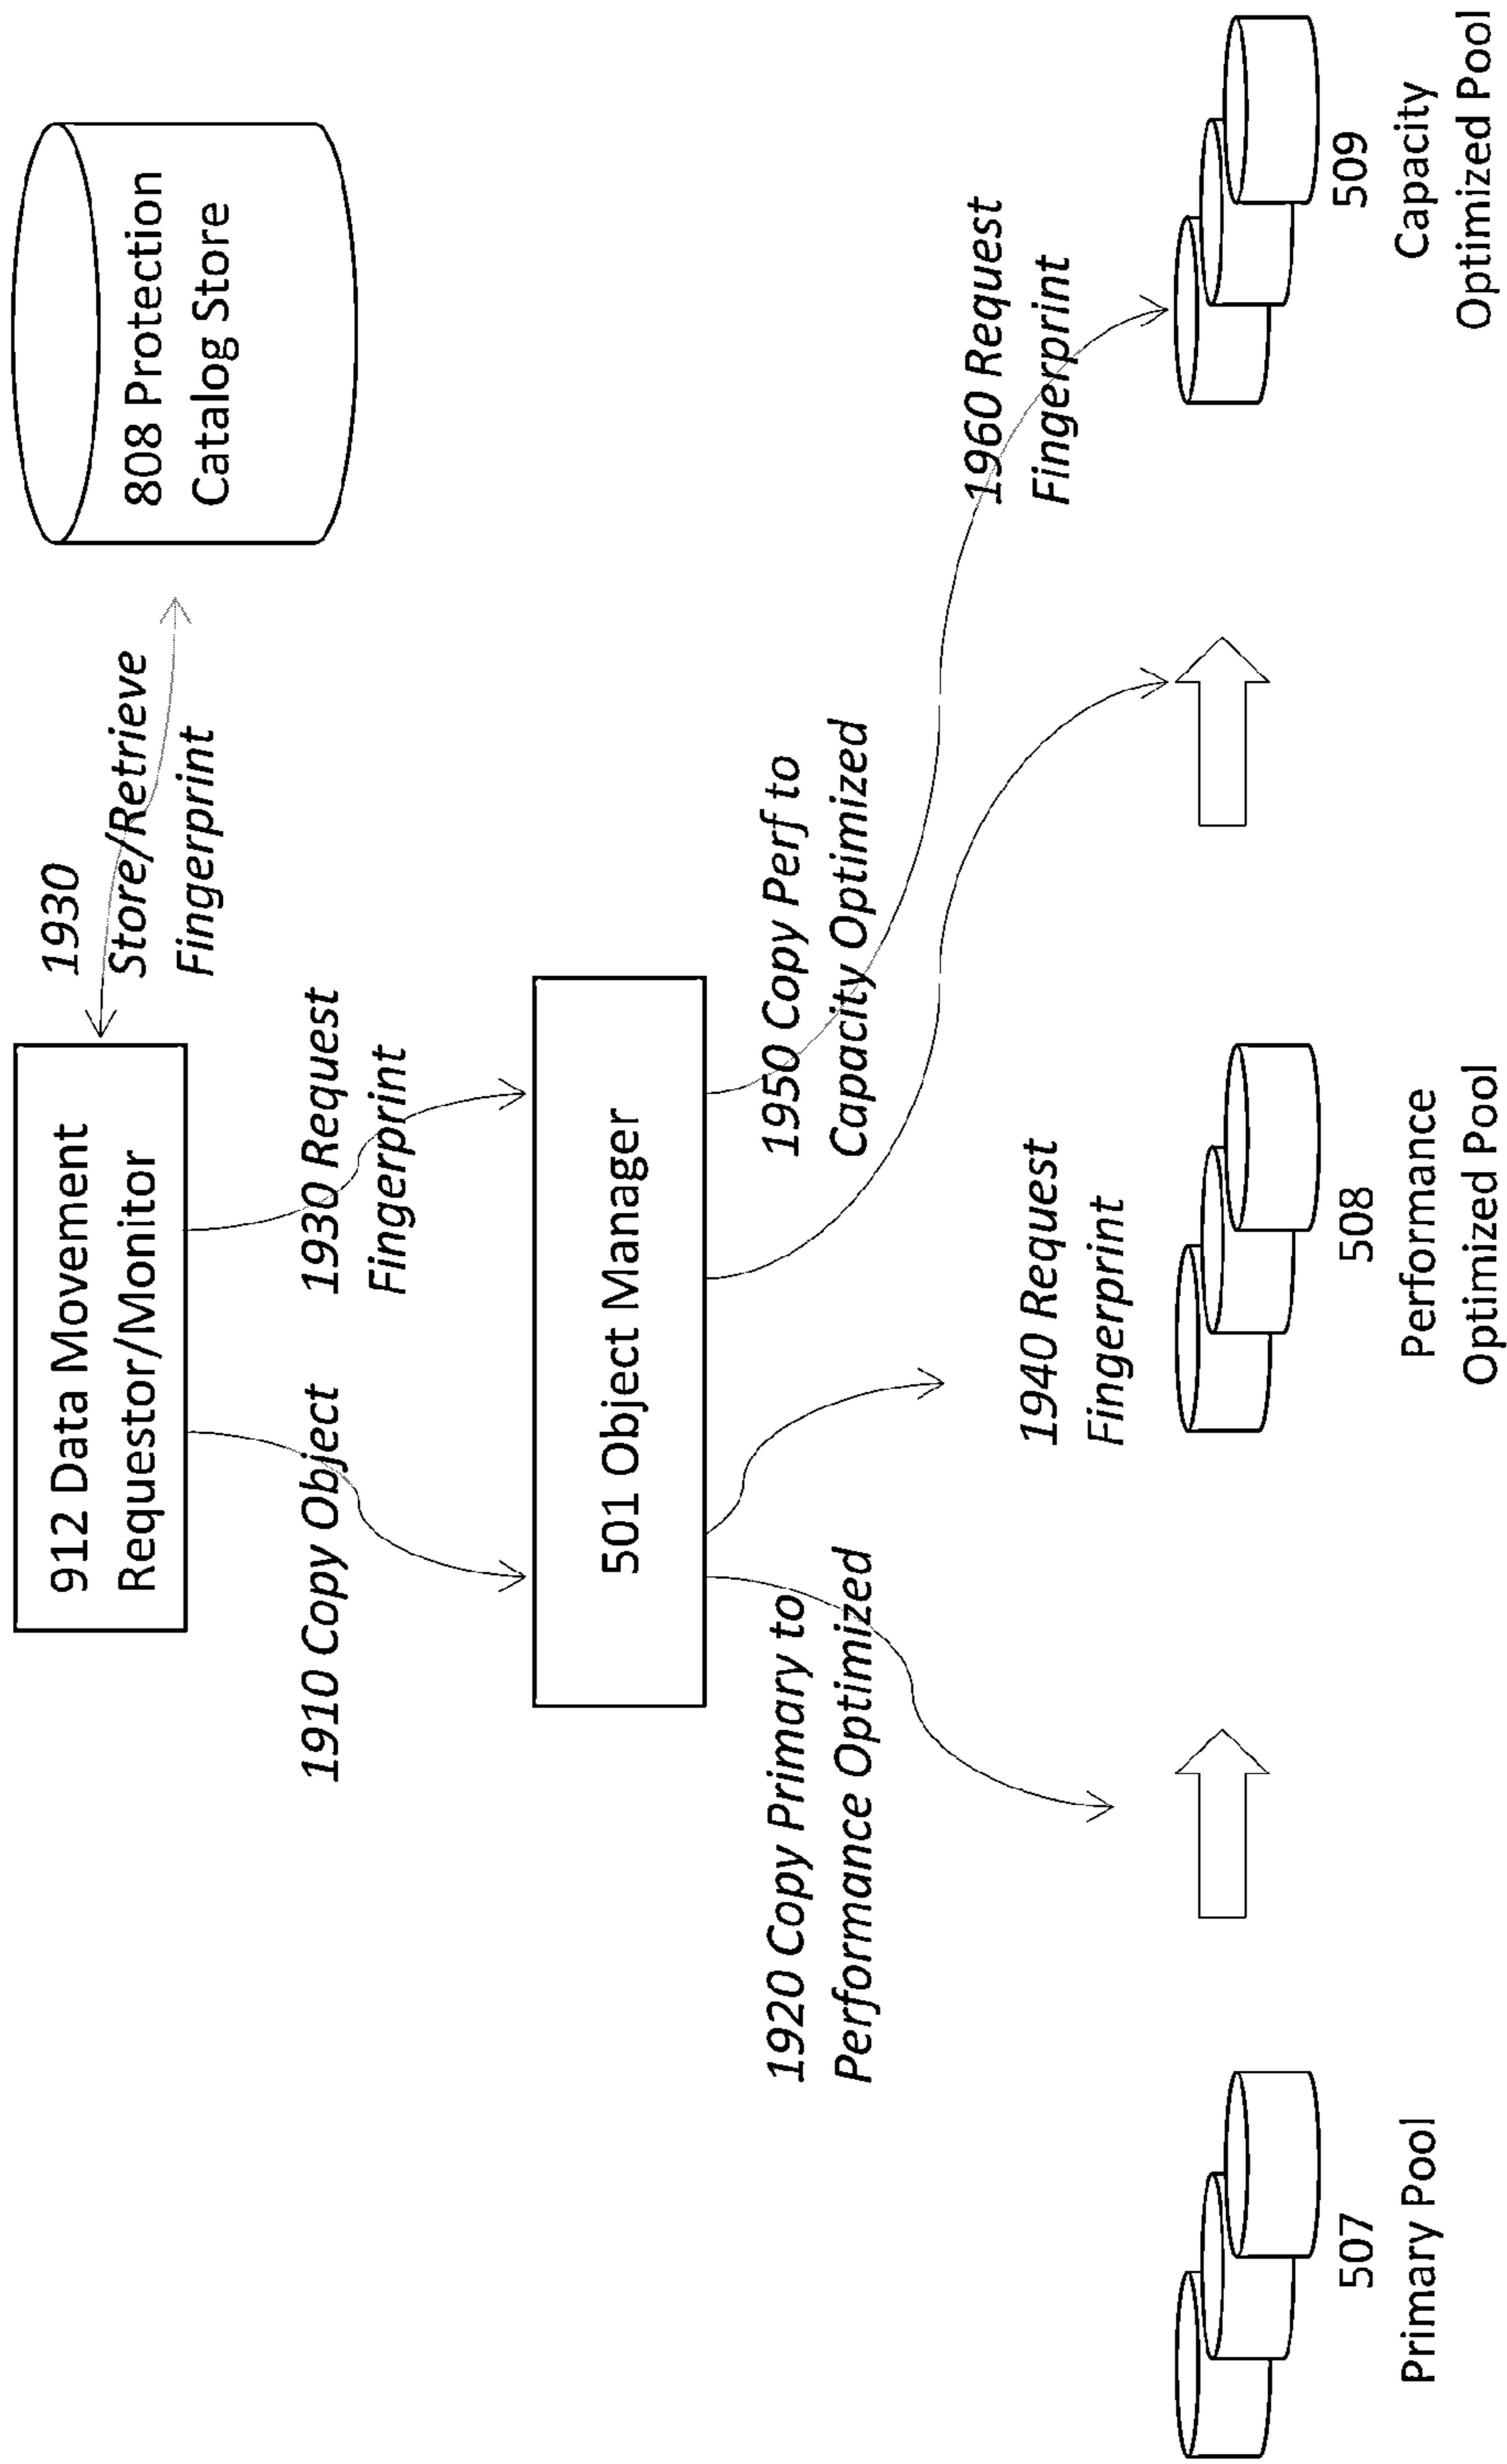 912 Data Movement
Requestor/Monitor
1930
Store/Retrieve
Fingerprint
808 Protection
Catalog Store
1910 Copy Object
1930 Request
Fingerprint
501 Object Manager
1920 Copy Primary to
Performance Optimized
1950 Copy Perf to
Capacity Optimized
1940 Request
Fingerprint
1960 Request
Fingerprint
507
Primary Pool
508
Performance
Optimized Pool
509
Capacity
Optimized Pool